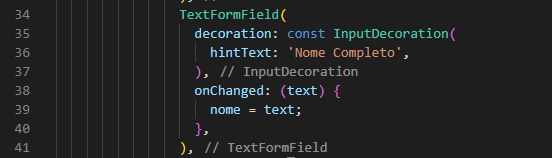 34 TextFormField(
35 decoration: const InputDecoration(
36 hintText: 'Nome Completo',
37 ), // InputDecoration
38 onChanged: (text) {
39 nome = text;
40 },
41 ), // TextFormField